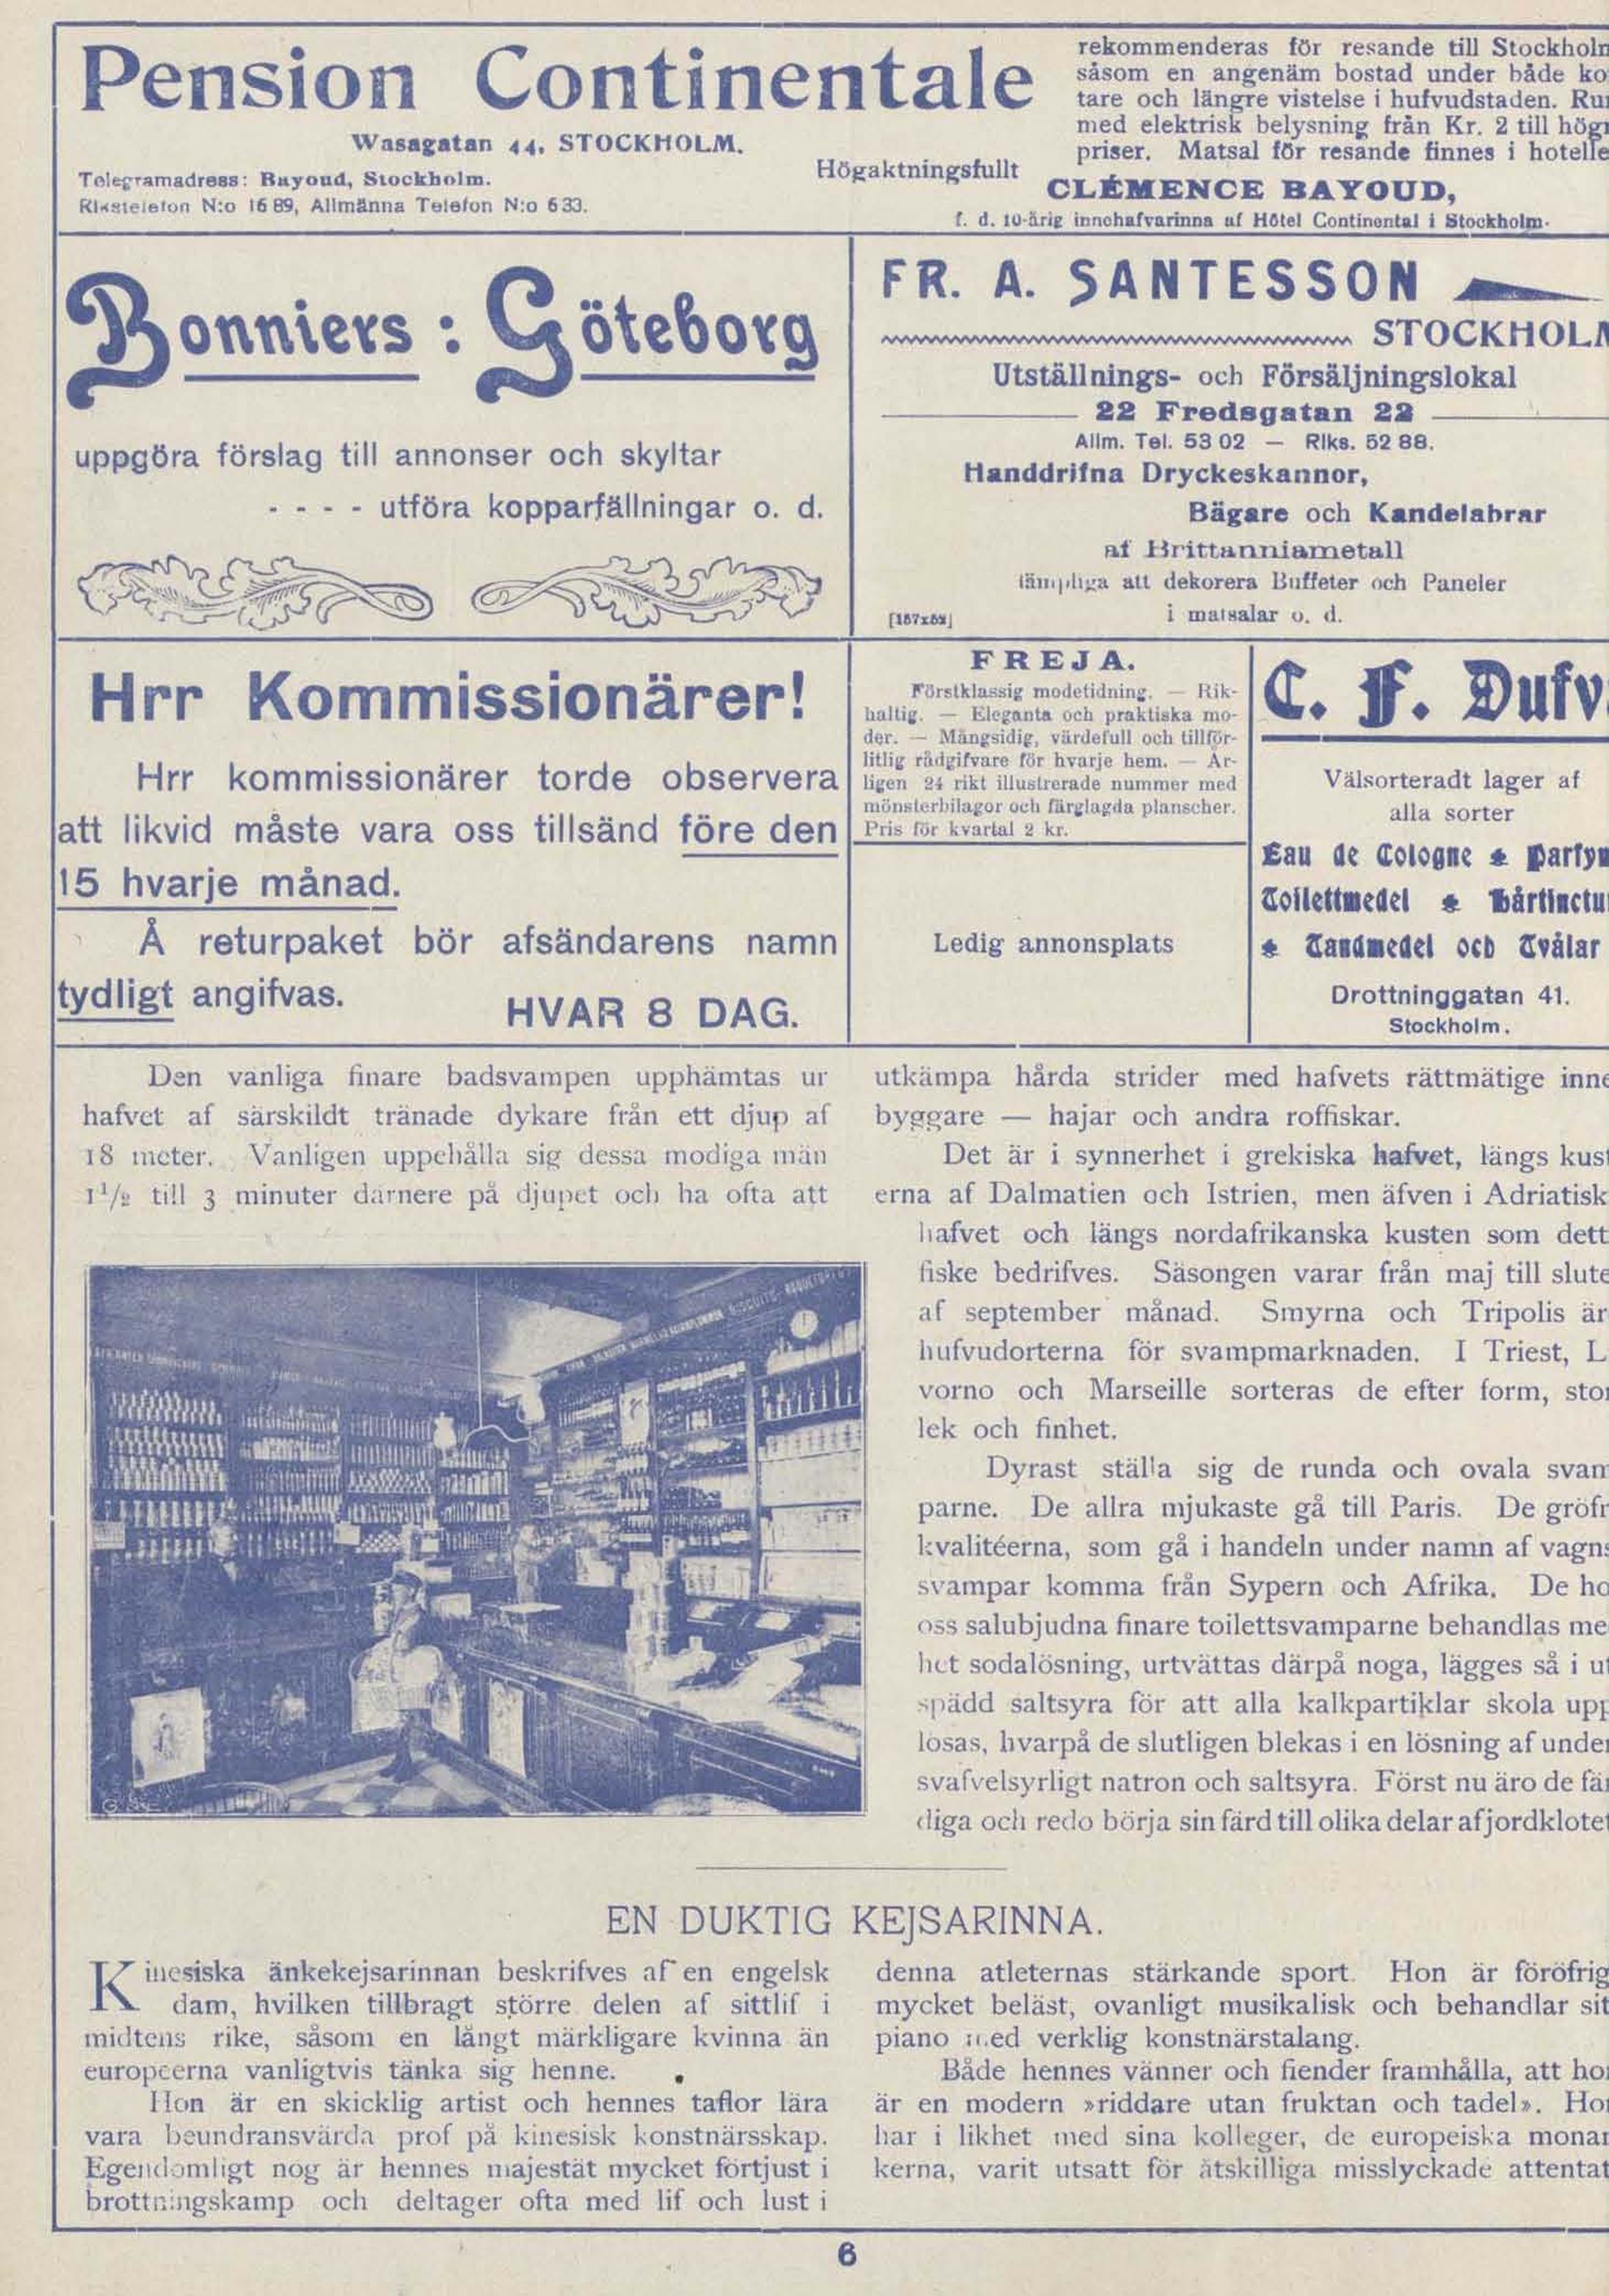 Pension Continentale
Wasagatan 44, STOCKHOLM.
Telegramadress: Bayoud, Stockholm.
Rikstelefon N:o 16 89, Allmänna Telefon N:o 6 33.
rekommenderas för resande till Stockholm
såsom en angenäm bostad under både ko
tare och längre vistelse i hufvudstaden. Ru
med elektrisk belysning från Kr. 2 till högr
priser. Matsal för resande finnes i hotelle
Högaktningsfullt
CLÉMENCE BAYOUD,
f. d. 10-årig innehafvarinna af Hôtel Continental i Stockholm.
Bonniers : Göteborg
uppgöra förslag till annonser och skyltar
- - - - utföra kopparfällningar o. d.
FR. A. SANTESSON
STOCKHOLM
Utställnings- och Försäljningslokal
22 Fredsgatan 22
Allm. Tel. 53 02 — Riks. 52 88.
Handdrifna Dryckeskannor,
Bägare och Kandelabrar
af Brittanniametall
lämpliga att dekorera Buffeter och Paneler
i matsalar o. d.
[157x52]
Hrr Kommissionärer!
Hrr kommissionärer torde observera
att likvid måste vara oss tillsänd före den
15 hvarje månad.
Å returpaket bör afsändarens namn
tydligt angifvas.
HVAR 8 DAG.
FREJA.
Förstklassig modetidning. — Rik-
haltig. — Eleganta och praktiska mo-
der. — Mångsidig, värdefull och tillför-
litlig rådgifvare för hvarje hem. — År-
ligen 24 rikt illustrerade nummer med
mönsterbilagor och färglagda planscher.
Pris för kvartal 2 kr.
Ledig annonsplats
C. F. Dufv
Välsorteradt lager af
alla sorter
Eau de Cologne * Parfym
Toilettmedel * Hårtinctu
* Tandmedel och Tvålar
Drottninggatan 41.
Stockholm.
Den vanliga finare badsvampen upphämtas ur
hafvet af särskildt tränade dykare från ett djup af
18 meter. Vanligen uppehålla sig dessa modiga män
1½ till 3 minuter därnere på djupet och ha ofta att
utkämpa hårda strider med hafvets rättmätige inne
byggare — hajar och andra roffiskar.
Det är i synnerhet i grekiska hafvet, längs kust
erna af Dalmatien och Istrien, men äfven i Adriatisk
hafvet och längs nordafrikanska kusten som dett
fiske bedrifves. Säsongen varar från maj till slute
af september månad. Smyrna och Tripolis är
hufvudorterna för svampmarknaden. I Triest, L
vorno och Marseille sorteras de efter form, stor
lek och finhet.
Dyrast ställa sig de runda och ovala svam
parne. De allra mjukaste gå till Paris. De gröfr
kvalitéerna, som gå i handeln under namn af vagns
svampar komma från Sypern och Afrika. De ho
oss salubjudna finare toilettsvamparne behandlas me
het sodalösning, urtvättas därpå noga, lägges så i ut
spädd saltsyra för att alla kalkpartiklar skola upp
lösas, hvarpå de slutligen blekas i en lösning af under
svafvelsyrligt natron och saltsyra. Först nu äro de fär
diga och redo börja sin färd till olika delar af jordklotet
EN DUKTIG KEJSARINNA.
Kinesiska änkekejsarinnan beskrifves af en engelsk
dam, hvilken tillbragt större delen af sittlif i
midtens rike, såsom en långt märkligare kvinna än
europeerna vanligtvis tänka sig henne.
Hon är en skicklig artist och hennes taflor lära
vara beundransvärda prof på kinesisk konstnärsskap.
Egendomligt nog är hennes majestät mycket förtjust i
brottningskamp och deltager ofta med lif och lust i
denna atleternas stärkande sport. Hon är föröfrig
mycket beläst, ovanligt musikalisk och behandlar sit
piano med verklig konstnärstalang.
Både hennes vänner och fiender framhålla, att hon
är en modern »riddare utan fruktan och tadel». Hon
har i likhet med sina kolleger, de europeiska monar
kerna, varit utsatt för åtskilliga misslyckade attentat
6